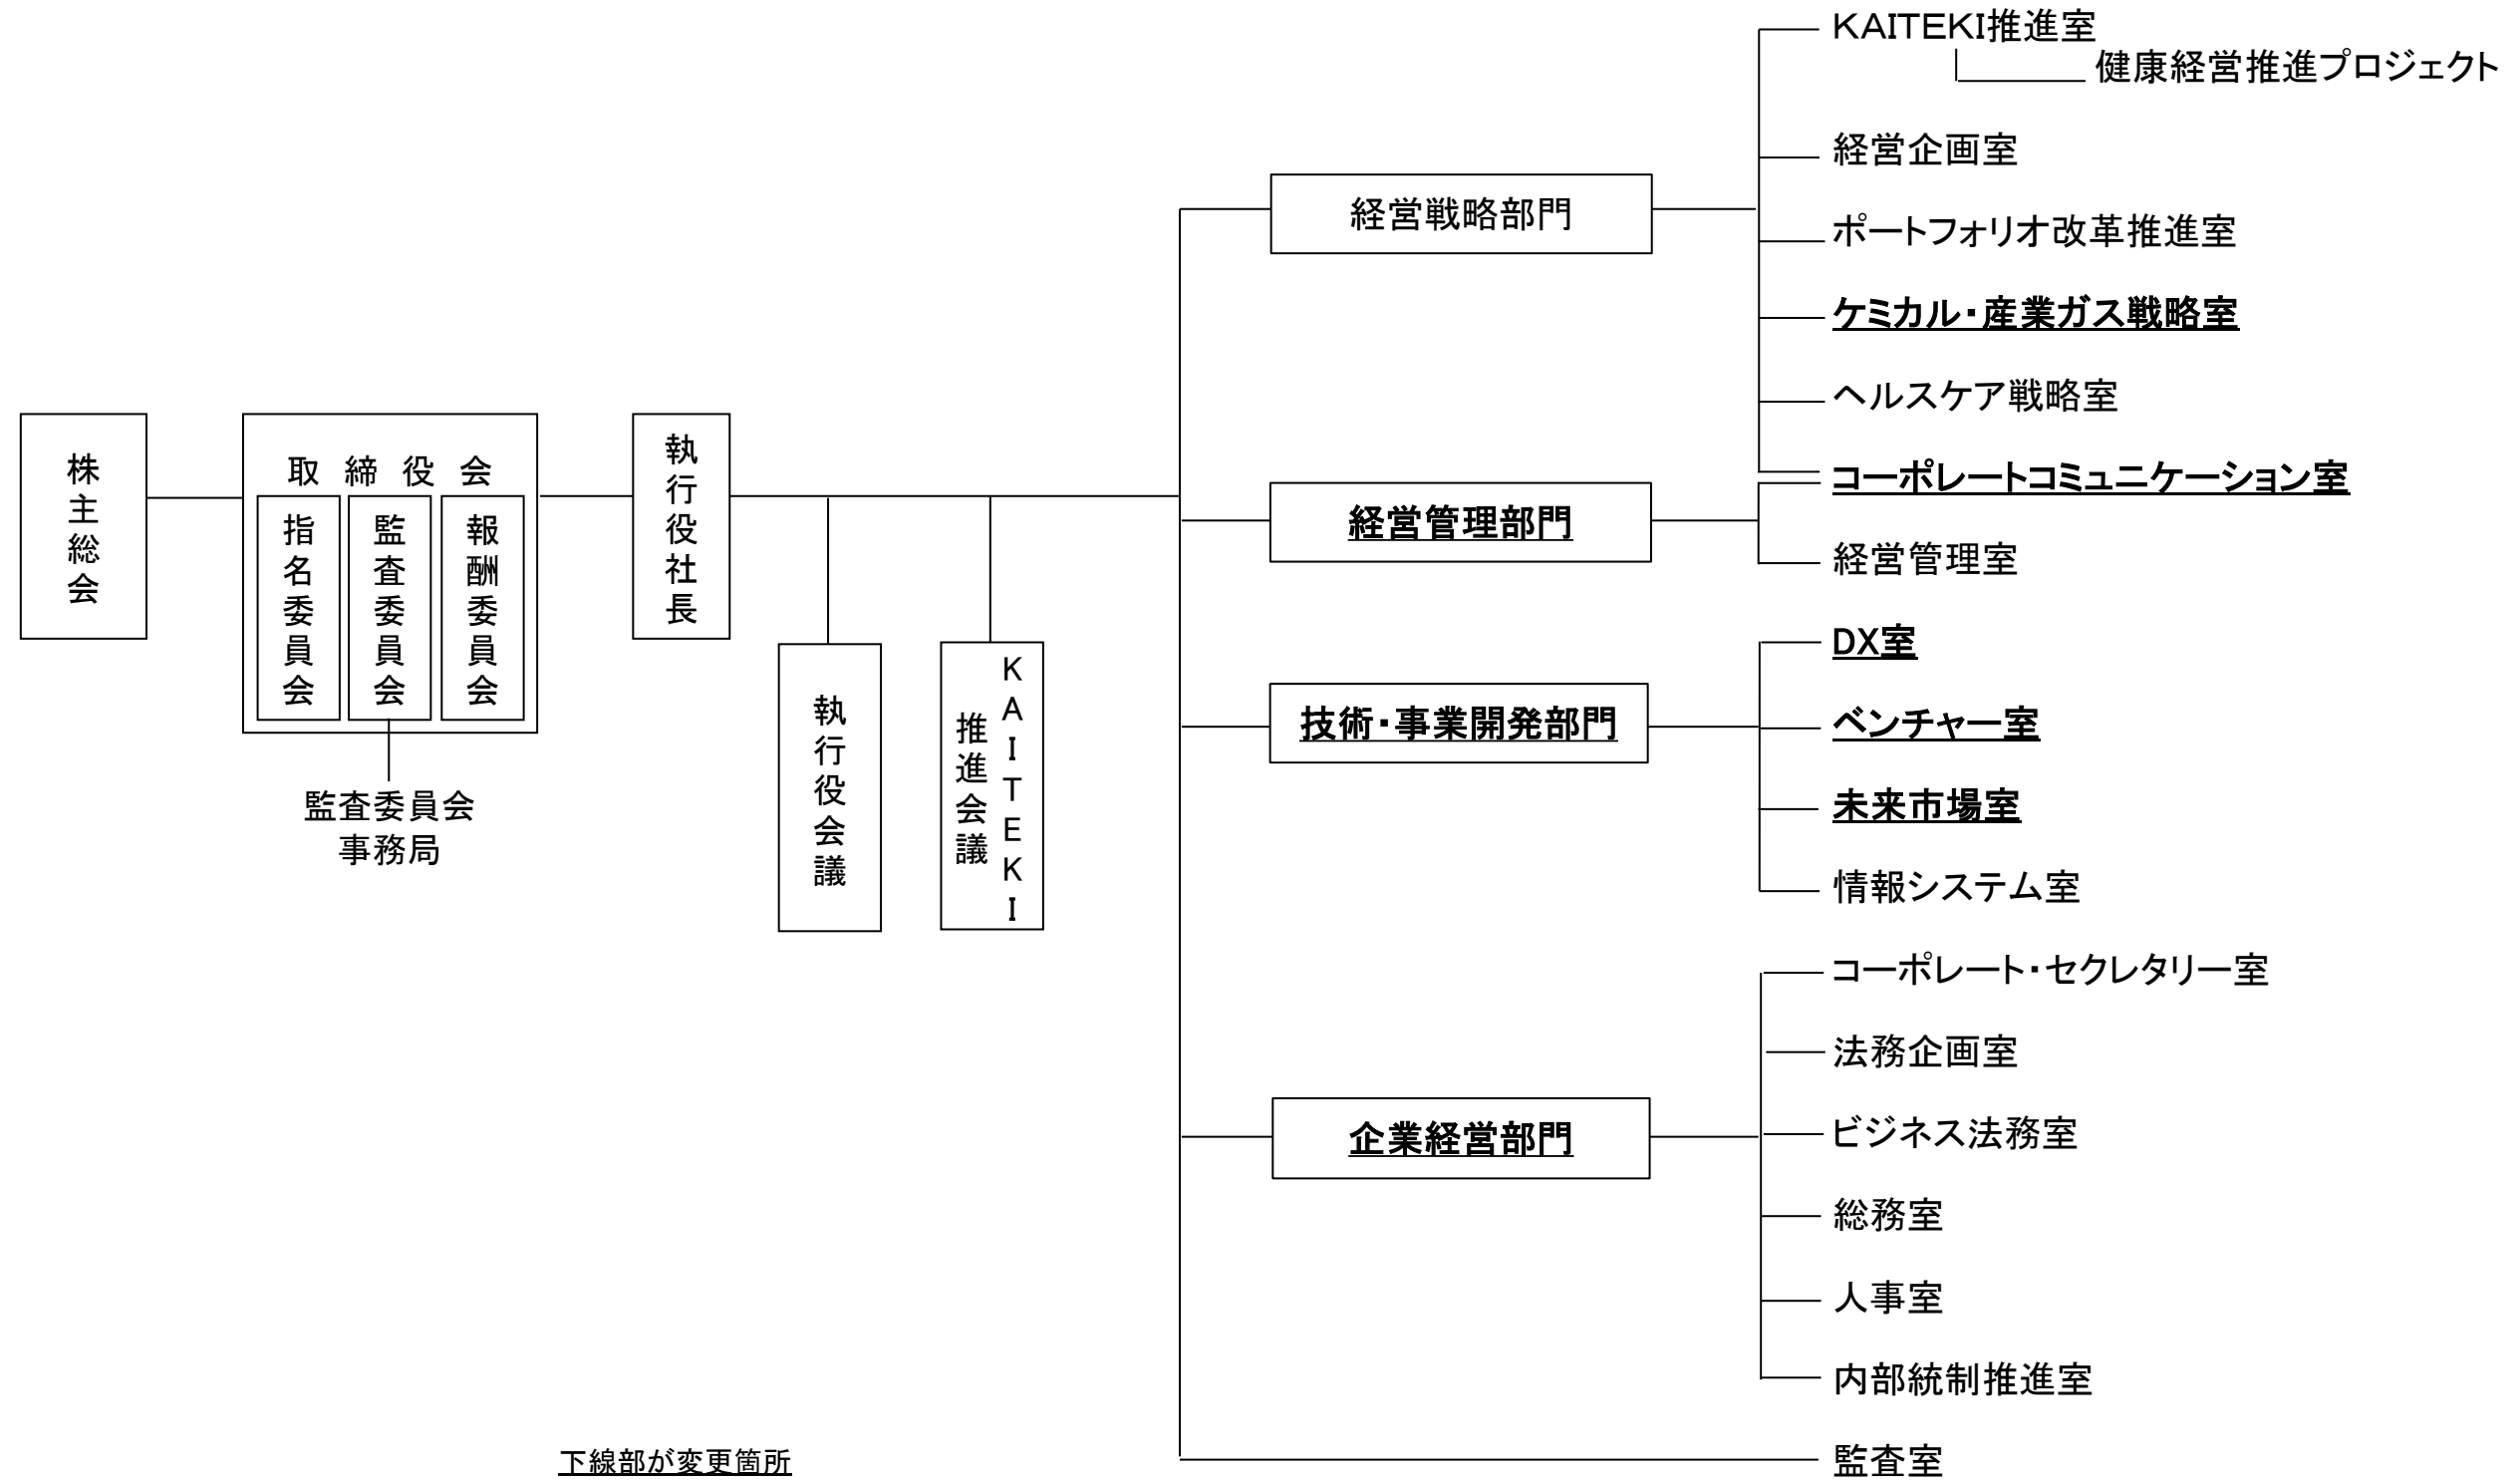 株主総会
取締役会
指名委員会
監査委員会
報酬委員会
監査委員会
事務局
執行役社長
執行役会議
KAITEKI
推進会議
経営戦略部門
KAITEKI推進室
健康経営推進プロジェクト
経営企画室
ポートフォリオ改革推進室
ケミカル・産業ガス戦略室
ヘルスケア戦略室
コーポレートコミュニケーション室
経営管理部門
経営管理室
技術・事業開発部門
DX室
ベンチャー室
未来市場室
情報システム室
企業経営部門
コーポレート・セクレタリー室
法務企画室
ビジネス法務室
総務室
人事室
内部統制推進室
監査室
下線部が変更箇所